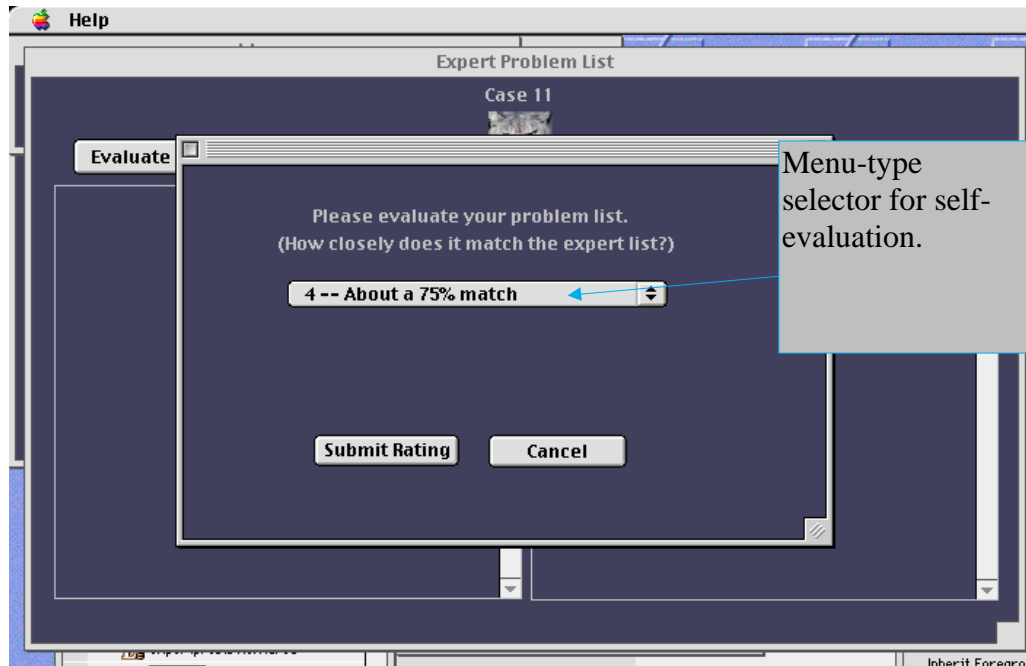 Help
Expert Problem List
Case 11
Evaluate
Please evaluate your problem list.
(How closely does it match the expert list?)
4 -- About a 75% match
Submit Rating
Cancel
Menu-type
selector for self-
evaluation.
Inherit Foregro